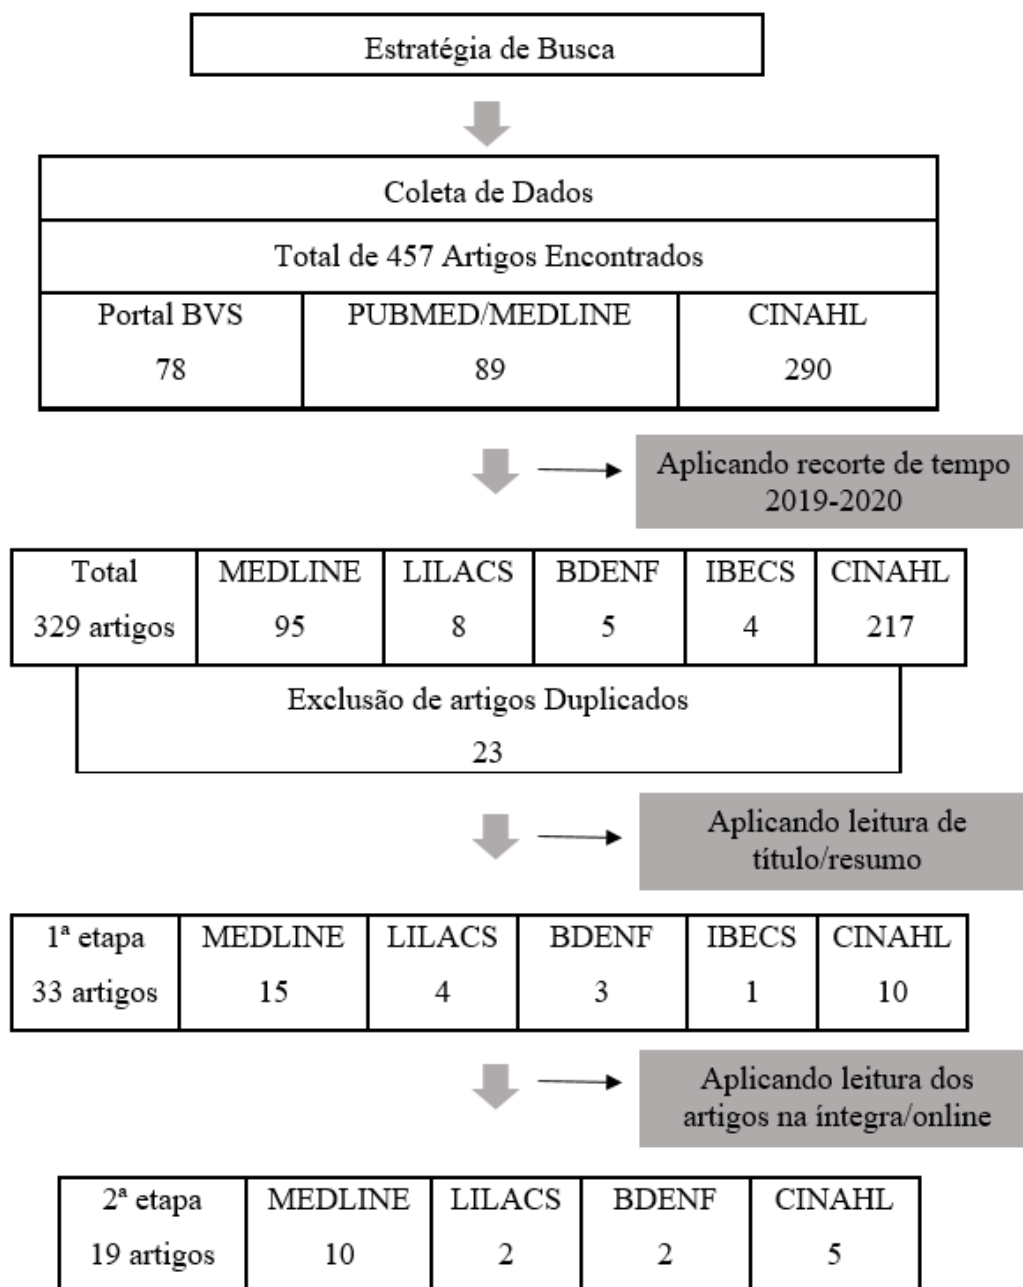 Estratégia de Busca
Coleta de Dados
Total de 457 Artigos Encontrados
Portal BVS PUBMED/MEDLINE CINAHL
78 89 290
Aplicando recorte de tempo
2019-2020
Total MEDLINE LILACS BDENF IBECS CINAHL
329 artigos 95 8 5 4 217
Exclusão de artigos Duplicados
23
Aplicando leitura de
título/resumo
1ª etapa MEDLINE LILACS BDENF IBECS CINAHL
33 artigos 15 4 3 1 10
Aplicando leitura dos
artigos na íntegra/online
2ª etapa MEDLINE LILACS BDENF CINAHL
19 artigos 10 2 2 5